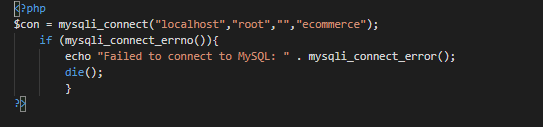 <?php
$con = mysqli_connect("localhost","root","","ecommerce");
if (mysqli_connect_errno()){
echo "Failed to connect to MySQL: " . mysqli_connect_error();
die();
}
?>